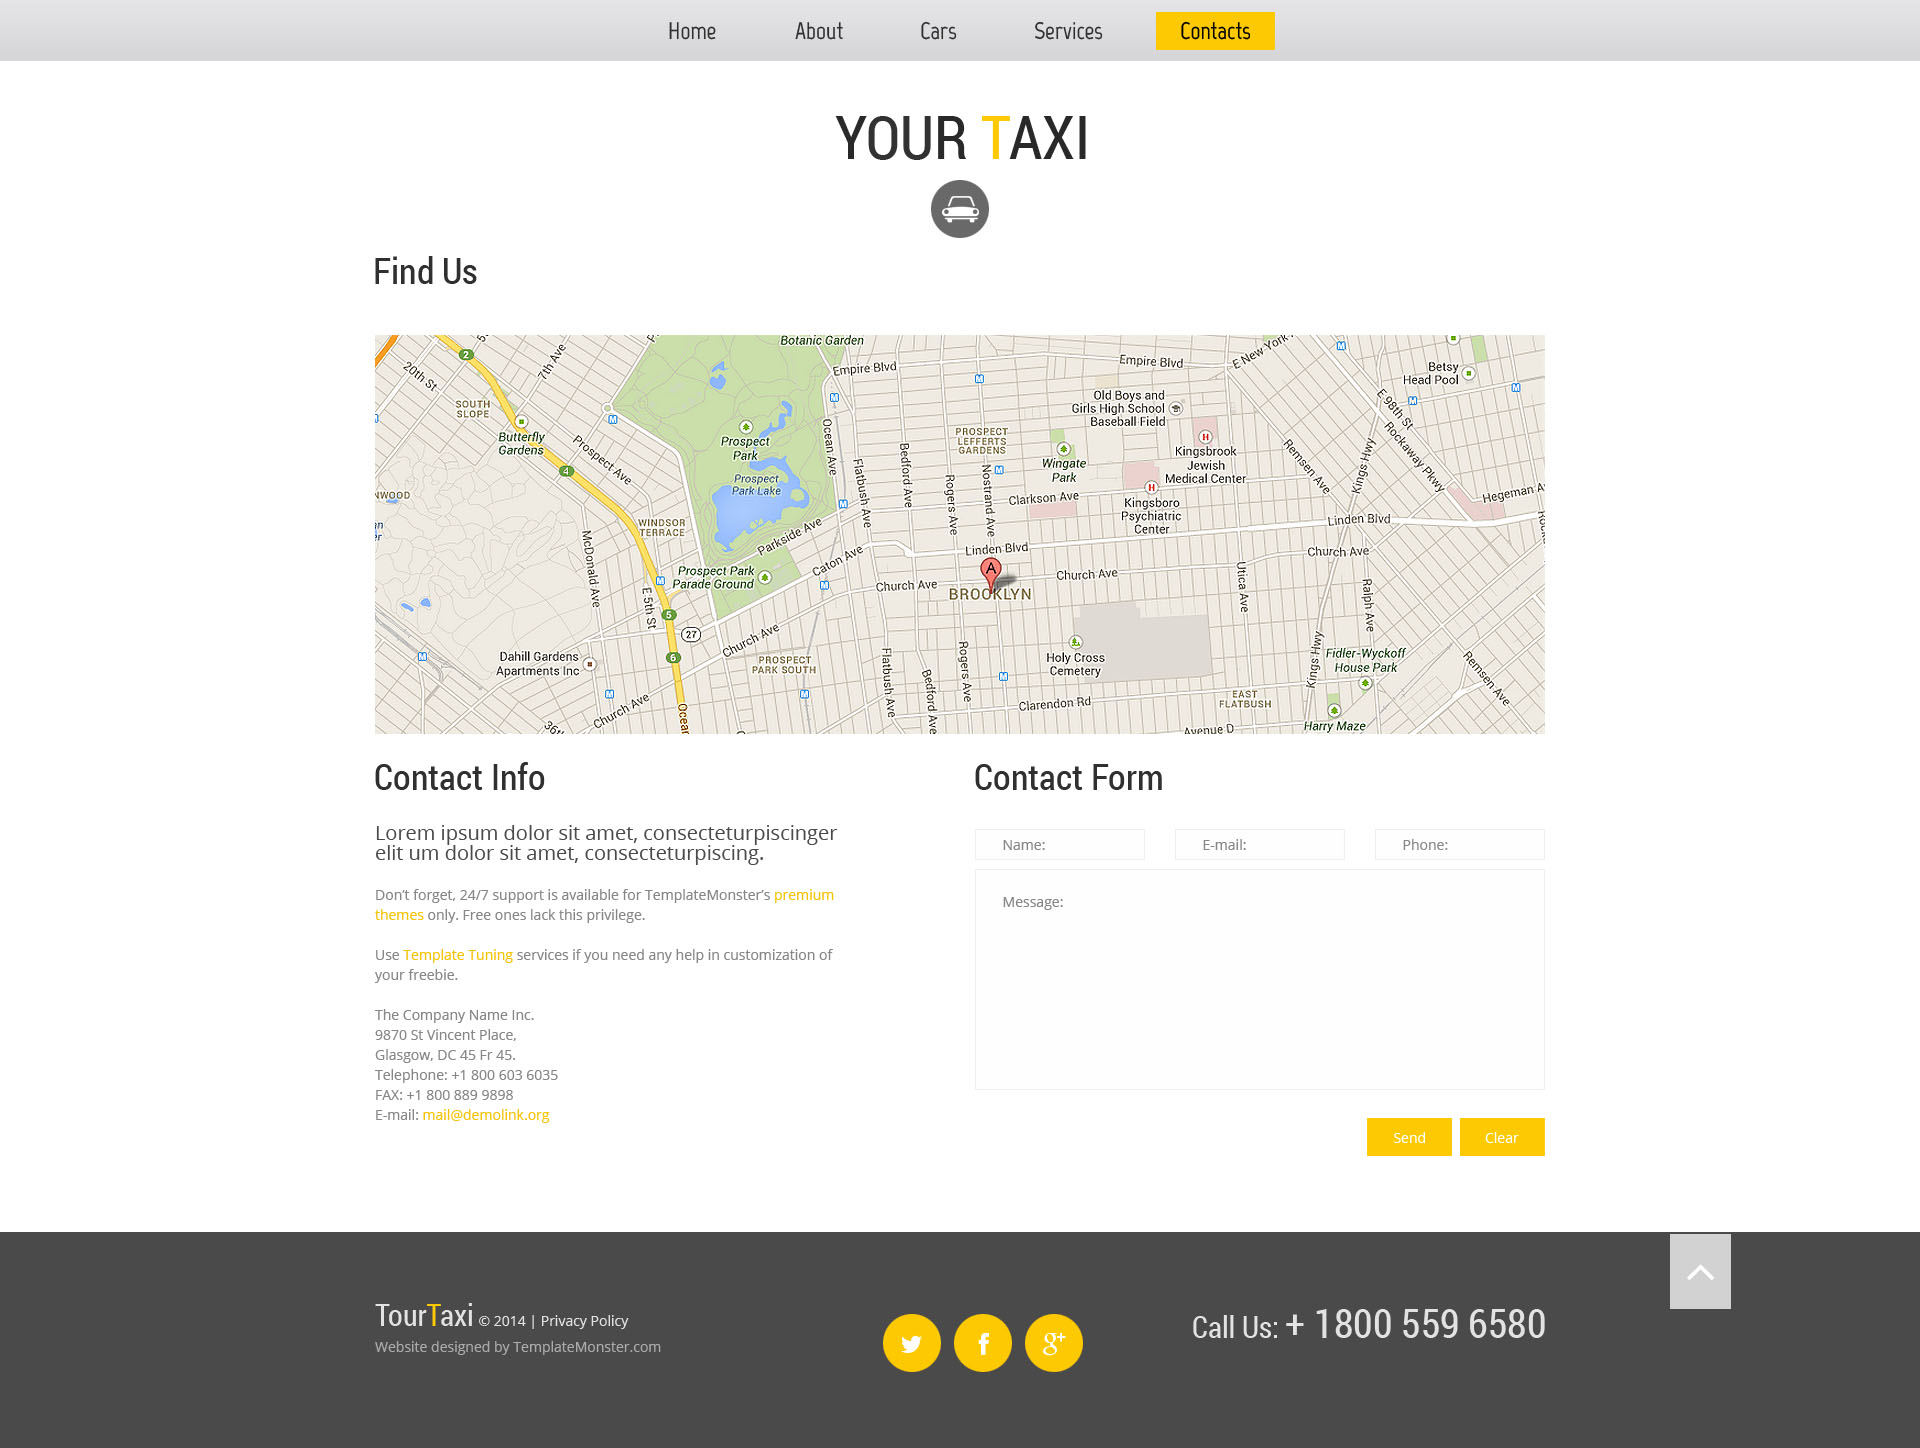 Home About Cars Services Contacts
YOUR TAXI
Find Us
Botanic Garden
Empire Blvd
Empire Blvd
E New York
7th Ave
20th St
2
Betsy
Head Pool
Old Boys and
Girls High School
Baseball Field
E 98th St
SOUTH
SLOPE
Butterfly
Gardens
Prospect Ave
Prospect
Park
Ocean Ave
PROSPECT
LEFFERTS
GARDENS
Wingate
Park
Kingsbrook
Jewish
Medical Center
Remsen Ave
Kings Hwy
Rockaway Pkwy
4
Prospect
Park Lake
Flatbush Ave
Bedford Ave
Rogers Ave
Nostrand Ave
Clarkson Ave
Kingsboro
Psychiatric
Center
Hegeman Av
NWOOD
WINDSOR
TERRACE
Parkside Ave
Linden Blvd
Linden Blvd
McDonald Ave
Caton Ave
Church Ave
Prospect Park
Parade Ground
Church Ave
A
Church Ave
BROOKLYN
Utica Ave
Ralph Ave
E 5th St
5
27
Church Ave
6
Dahill Gardens
Apartments Inc
PROSPECT
PARK SOUTH
Flatbush Ave
Rogers Ave
Bedford Ave
Holy Cross
Cemetery
Kings Hwy
Fidler-Wyckoff
House Park
Remsen Ave
Church Ave
36th
Ocean
Clarendon Rd
EAST
FLATBUSH
Avenue D
Harry Maze
Contact Info
Lorem ipsum dolor sit amet, consecteturpiscinger
elit um dolor sit amet, consecteturpiscing.
Don’t forget, 24/7 support is available for TemplateMonster’s premium
themes only. Free ones lack this privilege.
Use Template Tuning services if you need any help in customization of
your freebie.
The Company Name Inc.
9870 St Vincent Place,
Glasgow, DC 45 Fr 45.
Telephone: +1 800 603 6035
FAX: +1 800 889 9898
E-mail: mail@demolink.org
Contact Form
Name: E-mail: Phone:
Message:
Send Clear
TourTaxi © 2014 | Privacy Policy
Website designed by TemplateMonster.com
Call Us: + 1800 559 6580